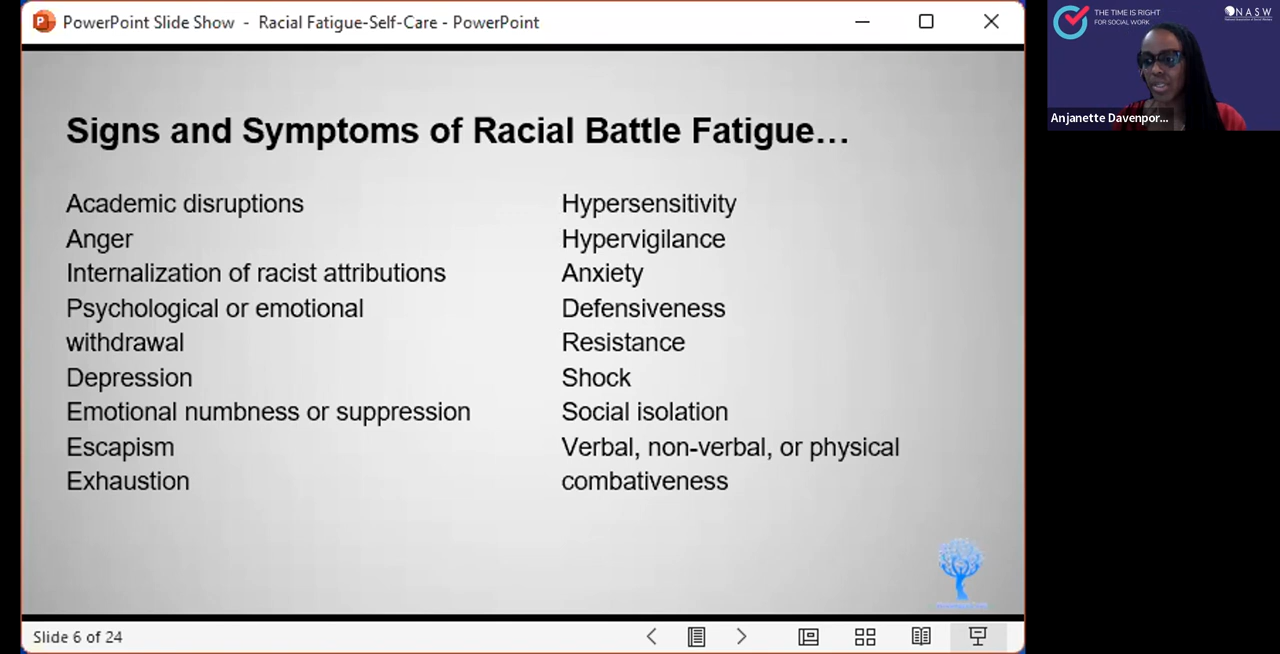 PowerPoint Slide Show - Racial Fatigue-Self-Care - PowerPoint
THE TIME IS RIGHT
FOR SOCIAL WORK
NASW
Anjanette Davenpor...
Signs and Symptoms of Racial Battle Fatigue…
Academic disruptions
Anger
Internalization of racist attributions
Psychological or emotional
withdrawal
Depression
Emotional numbness or suppression
Escapism
Exhaustion
Hypersensitivity
Hypervigilance
Anxiety
Defensiveness
Resistance
Shock
Social isolation
Verbal, non-verbal, or physical
combativeness
Slide 6 of 24